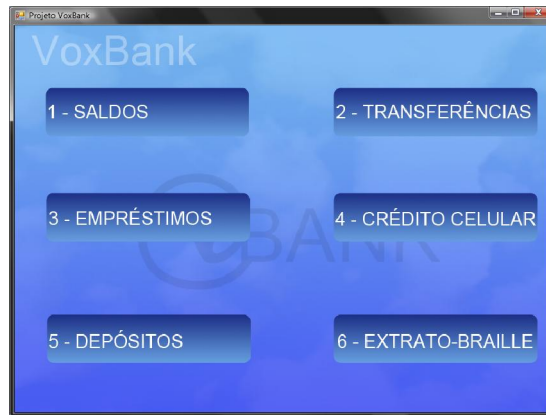 Projeto VoxBank
VoxBank
1 - SALDOS
2 - TRANSFERÊNCIAS
3 - EMPRÉSTIMOS
4 - CRÉDITO CELULAR
BANK
5 - DEPÓSITOS
6 - EXTRATO-BRAILLE